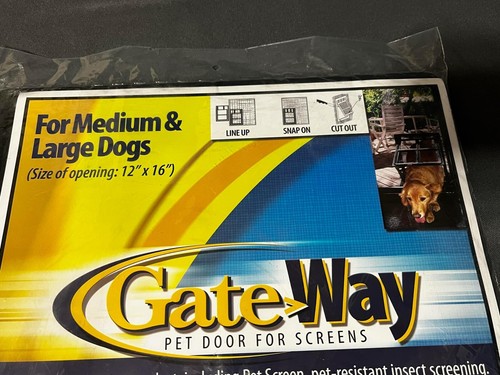 For Medium &
Large Dogs
(Size of opening: 12" x 16")
LINE UP
SNAP ON
CUT OUT
GateWay
PET DOOR FOR SCREENS
including Pet Screen, pet-resistant insect screening.